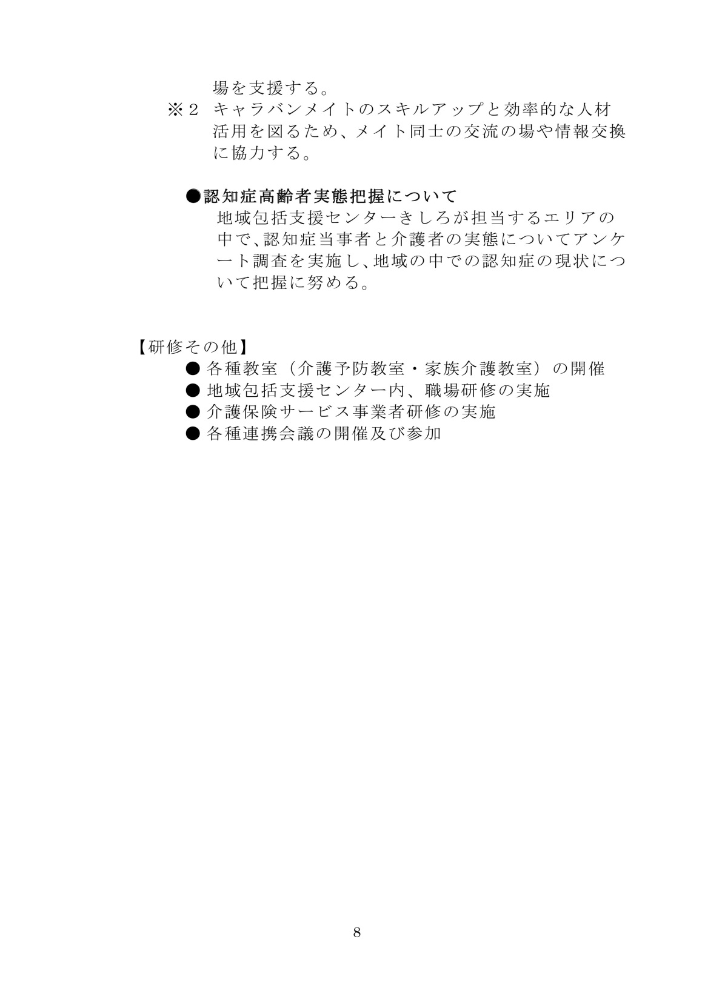 場を支援する。
※２ キャラバンメイトのスキルアップと効率的な人材
活用を図るため、メイト同士の交流の場や情報交換
に協力する。
●認知症高齢者実態把握について
地域包括支援センターきしろが担当するエリアの
中で、認知症当事者と介護者の実態についてアンケ
ート調査を実施し、地域の中での認知症の現状につ
いて把握に努める。
【研修その他】
● 各種教室（介護予防教室・家族介護教室）の開催
● 地域包括支援センター内、職場研修の実施
● 介護保険サービス事業者研修の実施
● 各種連携会議の開催及び参加
8